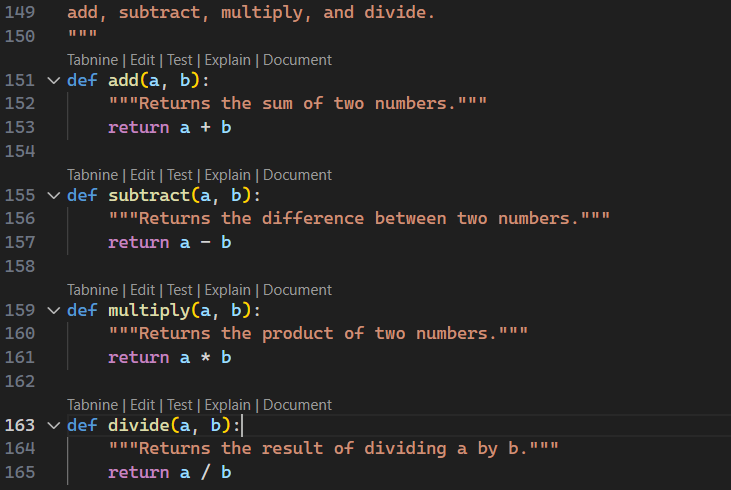 149 add, subtract, multiply, and divide.
150 """
Tabnine | Edit | Test | Explain | Document
151 def add(a, b):
152 """Returns the sum of two numbers."""
153 return a + b
154
Tabnine | Edit | Test | Explain | Document
155 def subtract(a, b):
156 """Returns the difference between two numbers."""
157 return a - b
158
Tabnine | Edit | Test | Explain | Document
159 def multiply(a, b):
160 """Returns the product of two numbers."""
161 return a * b
162
Tabnine | Edit | Test | Explain | Document
163 def divide(a, b):
164 """Returns the result of dividing a by b."""
165 return a / b